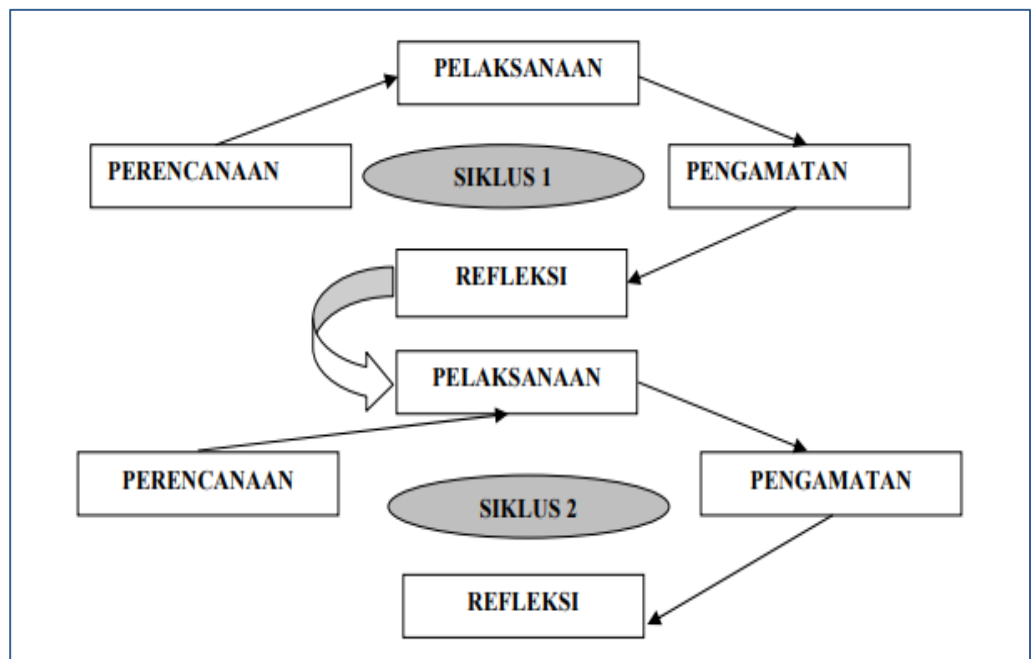 PELAKSANAAN
PERENCANAAN
SIKLUS 1
PENGAMATAN
REFLEKSI
PELAKSANAAN
PERENCANAAN
SIKLUS 2
PENGAMATAN
REFLEKSI